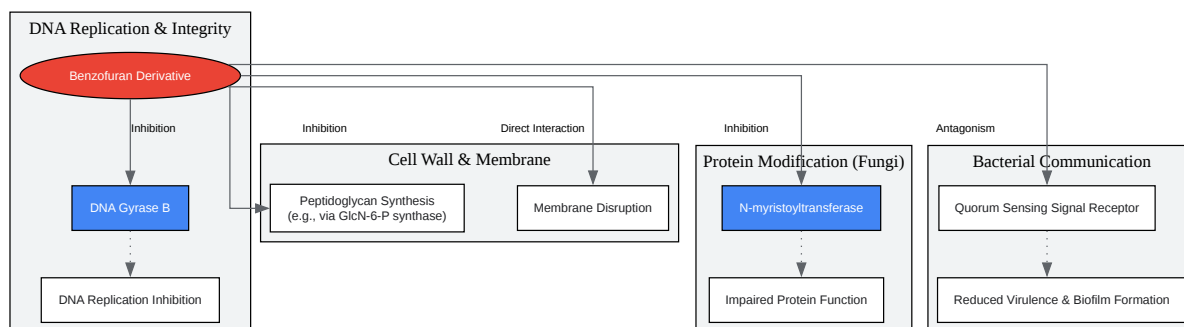 DNA Replication & Integrity
Benzofuran Derivative
Inhibition
Inhibition
Direct Interaction
Inhibition
Antagonism
Cell Wall & Membrane
Protein Modification (Fungi)
Bacterial Communication
DNA Gyrase B
Peptidoglycan Synthesis
(e.g., via GlcN-6-P synthase)
Membrane Disruption
N-myristoyltransferase
Quorum Sensing Signal Receptor
DNA Replication Inhibition
Impaired Protein Function
Reduced Virulence & Biofilm Formation